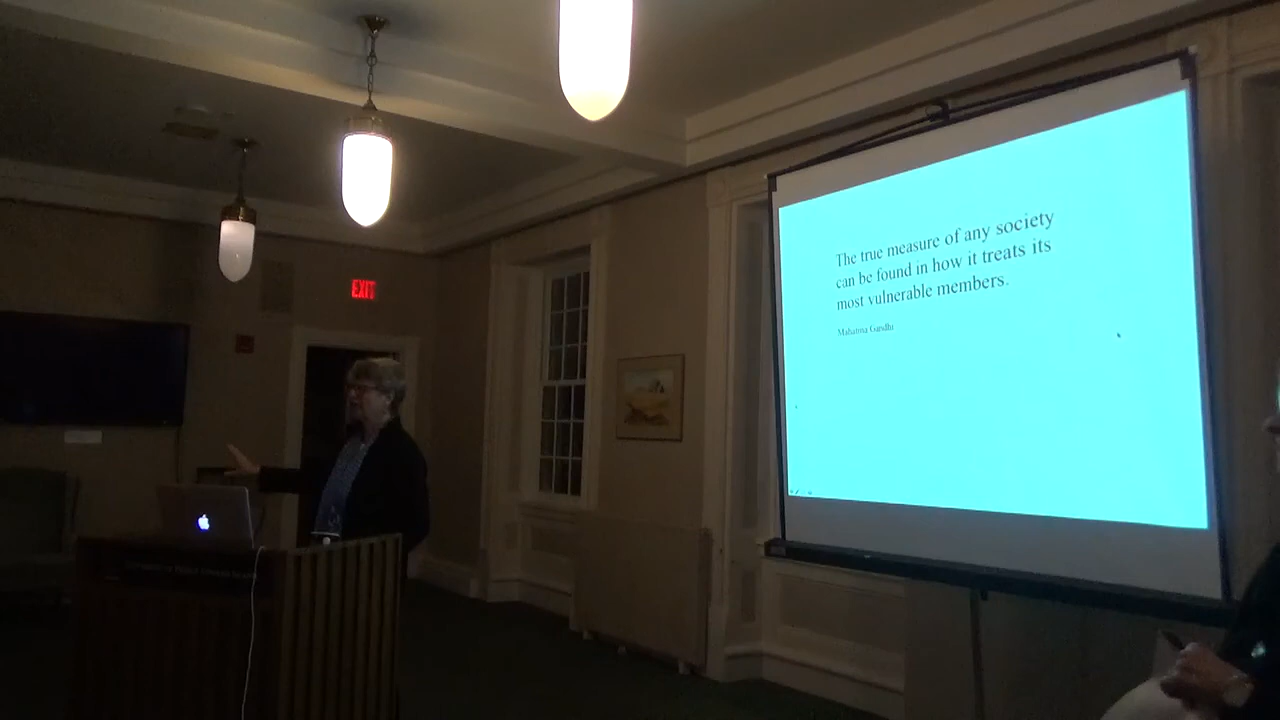 EXIT
The true measure of any society
can be found in how it treats its
most vulnerable members.
Mahatma Gandhi